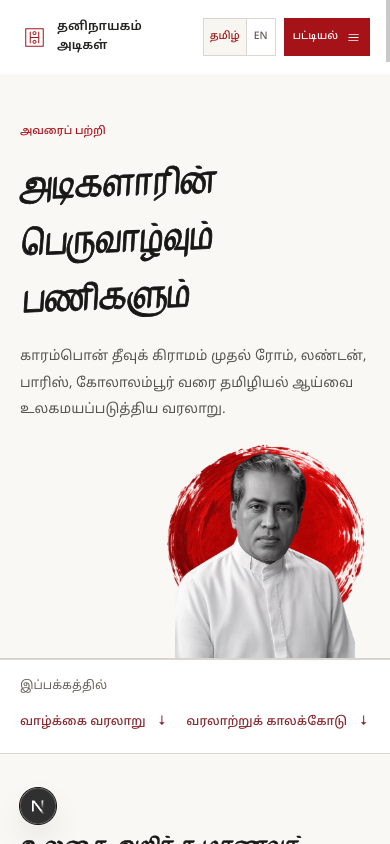 தனிநாயகம்
அடிகள்
தமிழ் EN பட்டியல்
அவரைப் பற்றி
அடிகளாரின்
பெருவாழ்வும்
பணிகளும்
காரம்பொன் தீவுக் கிராமம் முதல் ரோம், லண்டன்,
பாரிஸ், கோலாலம்பூர் வரை தமிழியல் ஆய்வை
உலகமயப்படுத்திய வரலாறு.
இப்பக்கத்தில்
வாழ்க்கை வரலாறு ↓ வரலாற்றுக் காலக்கோடு ↓
N